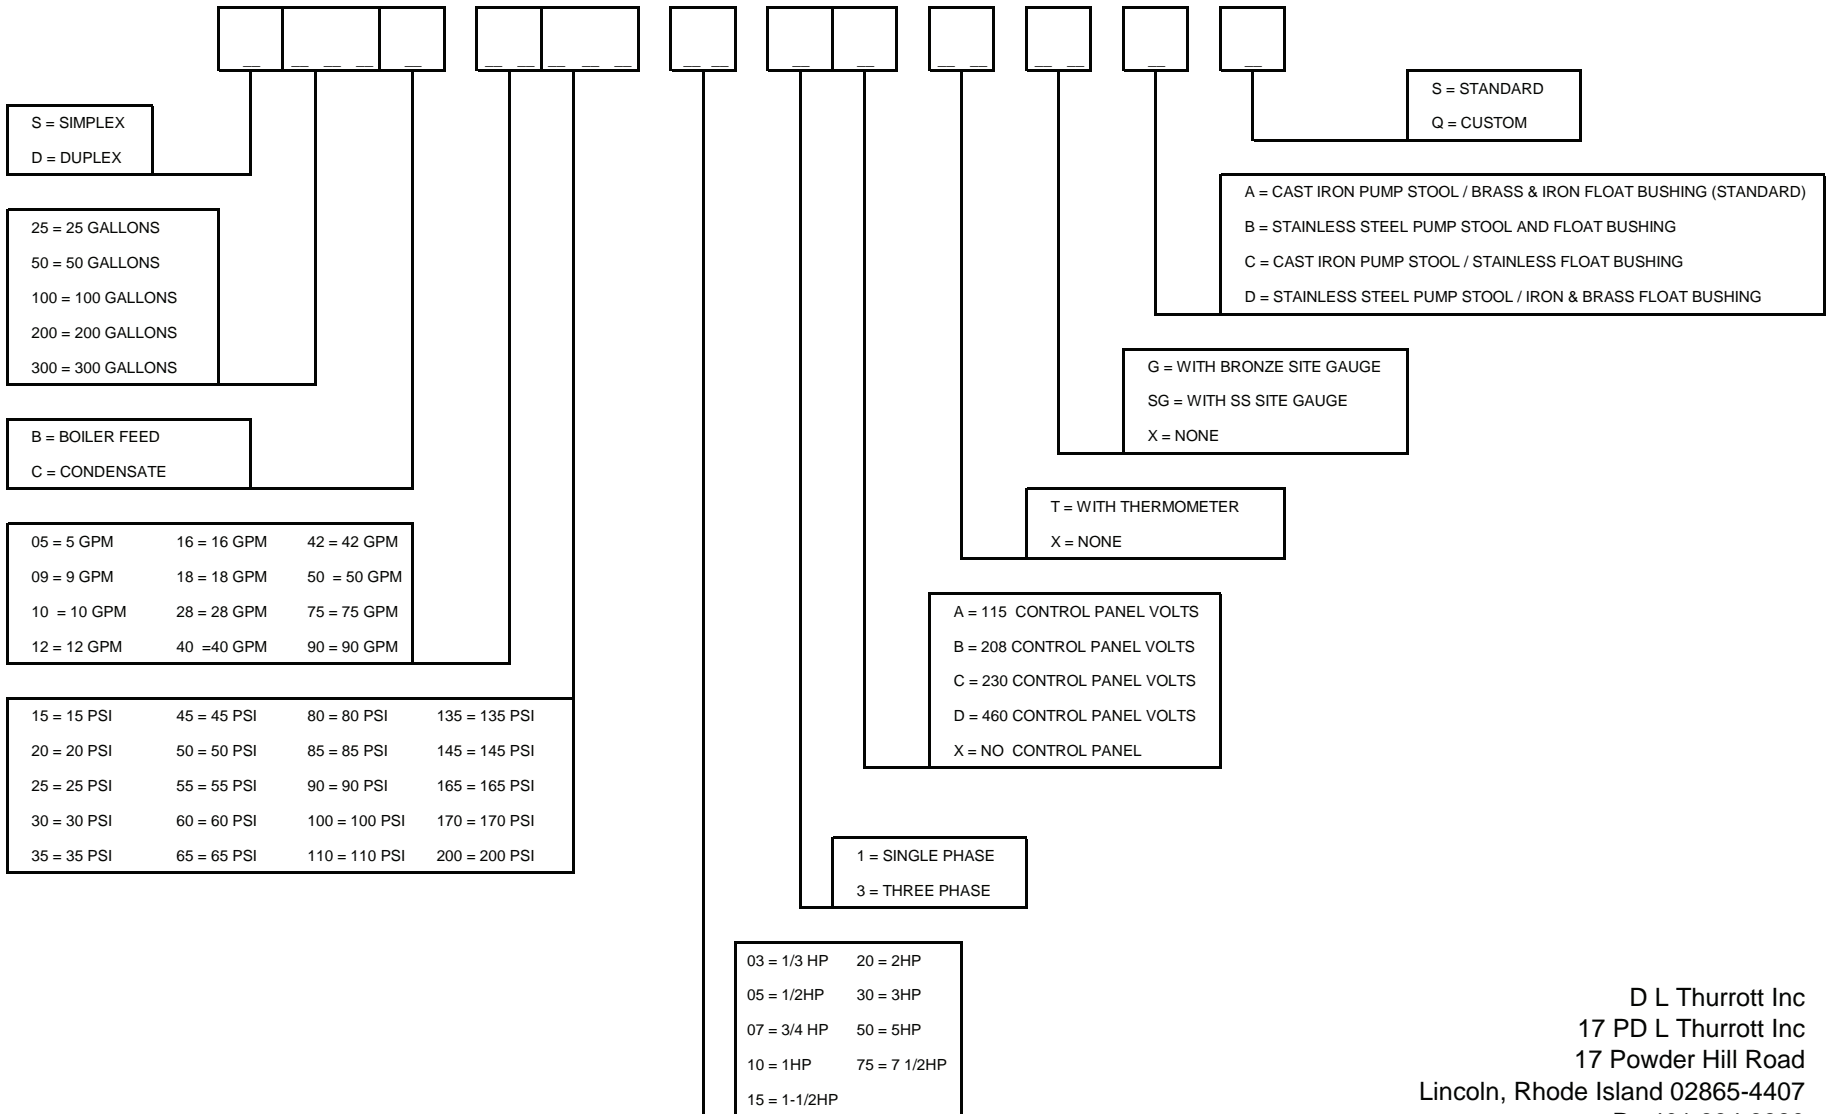 S = SIMPLEX
D = DUPLEX
25 = 25 GALLONS
50 = 50 GALLONS
100 = 100 GALLONS
200 = 200 GALLONS
300 = 300 GALLONS
B = BOILER FEED
C = CONDENSATE
05 = 5 GPM 16 = 16 GPM 42 = 42 GPM
09 = 9 GPM 18 = 18 GPM 50 = 50 GPM
10 = 10 GPM 28 = 28 GPM 75 = 75 GPM
12 = 12 GPM 40 =40 GPM 90 = 90 GPM
15 = 15 PSI 45 = 45 PSI 80 = 80 PSI 135 = 135 PSI
20 = 20 PSI 50 = 50 PSI 85 = 85 PSI 145 = 145 PSI
25 = 25 PSI 55 = 55 PSI 90 = 90 PSI 165 = 165 PSI
30 = 30 PSI 60 = 60 PSI 100 = 100 PSI 170 = 170 PSI
35 = 35 PSI 65 = 65 PSI 110 = 110 PSI 200 = 200 PSI
S = STANDARD
Q = CUSTOM
A = CAST IRON PUMP STOOL / BRASS & IRON FLOAT BUSHING (STANDARD)
B = STAINLESS STEEL PUMP STOOL AND FLOAT BUSHING
C = CAST IRON PUMP STOOL / STAINLESS FLOAT BUSHING
D = STAINLESS STEEL PUMP STOOL / IRON & BRASS FLOAT BUSHING
G = WITH BRONZE SITE GAUGE
SG = WITH SS SITE GAUGE
X = NONE
T = WITH THERMOMETER
X = NONE
A = 115 CONTROL PANEL VOLTS
B = 208 CONTROL PANEL VOLTS
C = 230 CONTROL PANEL VOLTS
D = 460 CONTROL PANEL VOLTS
X = NO CONTROL PANEL
1 = SINGLE PHASE
3 = THREE PHASE
03 = 1/3 HP 20 = 2HP
05 = 1/2HP 30 = 3HP
07 = 3/4 HP 50 = 5HP
10 = 1HP 75 = 7 1/2HP
15 = 1-1/2HP
D L Thurrott Inc
17 PD L Thurrott Inc
17 Powder Hill Road
Lincoln, Rhode Island 02865-4407